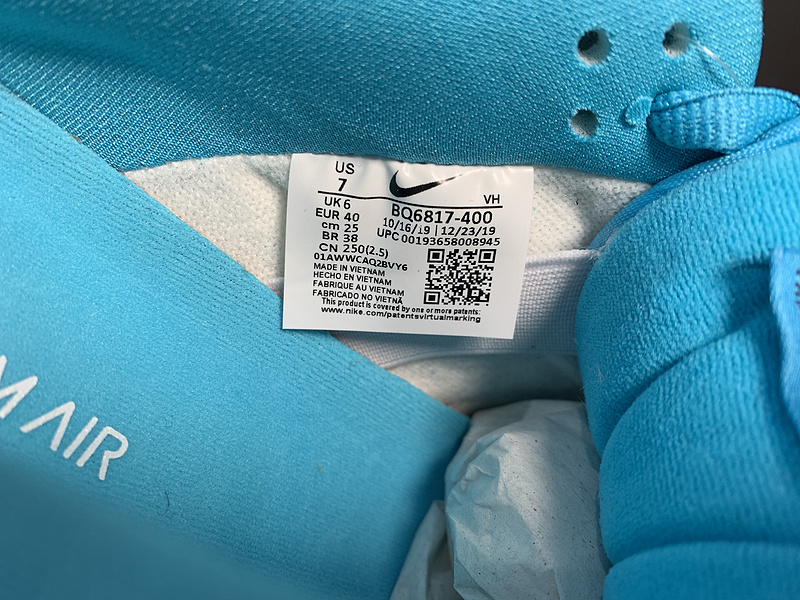 US
7
VH
UK 6
BQ6817-400
EUR 40
10/16/19 | 12/23/19
cm 25
UPC 00193658008945
BR 38
CN 250(2.5)
01AWWCAQ2BVY6
MADE IN VIETNAM
HECHO EN VIETNAM
FABRIQUE AU VIETNAM
FABRICADO NO VIETNÃ
This product is covered by one or more patents:
www.nike.com/patentsvirtualmarking
M AIR